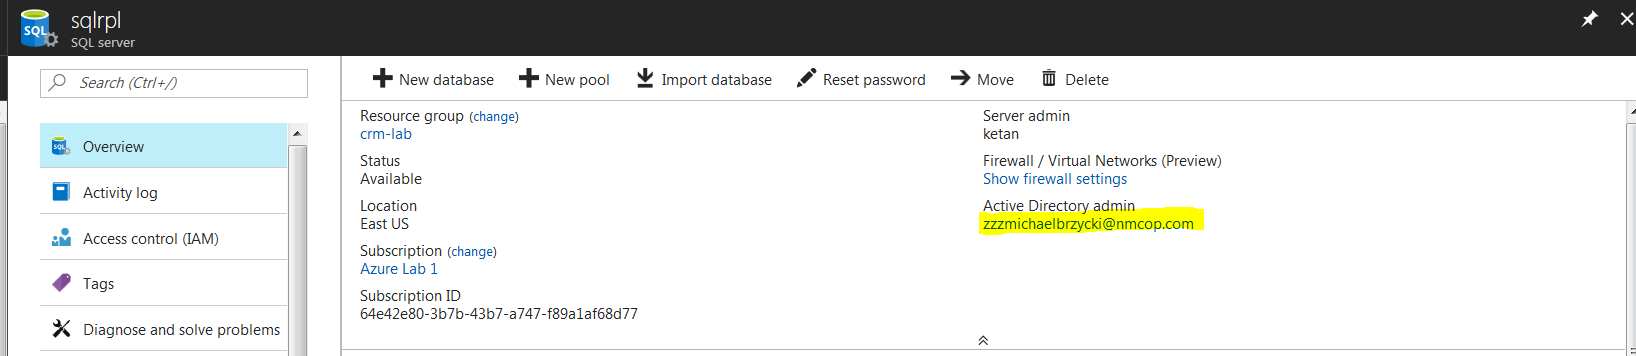 sqlrpl
SQL server
Search (Ctrl+/)
Overview
Activity log
Access control (IAM)
Tags
Diagnose and solve problems
New database
New pool
Import database
Reset password
Move
Delete
Resource group (change)
crm-lab
Status
Available
Location
East US
Subscription (change)
Azure Lab 1
Subscription ID
64e42e80-3b7b-43b7-a747-f89a1af68d77
Server admin
ketan
Firewall / Virtual Networks (Preview)
Show firewall settings
Active Directory admin
zzzmichaelbrzycki@nmcop.com